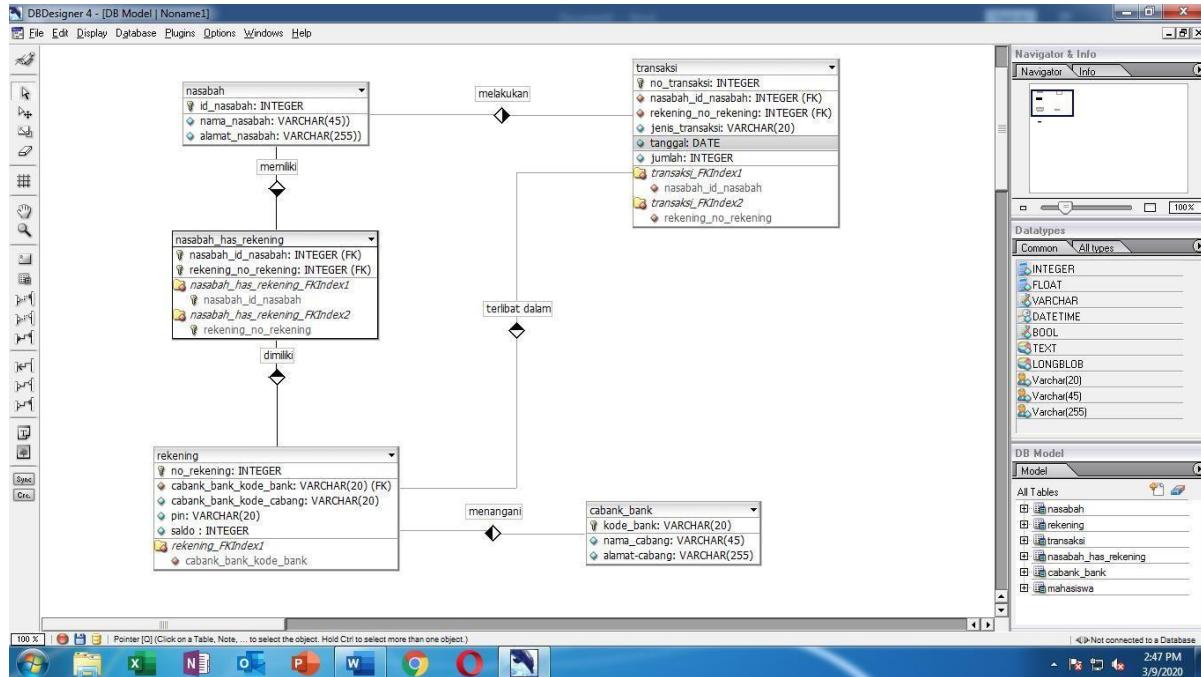 DBDesigner 4 - [DB Model | Noname1]
File Edit Display Database Plugins Options Windows Help
nasabah
id_nasabah: INTEGER
nama_nasabah: VARCHAR(45))
alamat_nasabah: VARCHAR(255))
melakukan
transaksi
no_transaksi: INTEGER
nasabah_id_nasabah: INTEGER (FK)
rekening_no_rekening: INTEGER (FK)
jenis_transaksi: VARCHAR(20)
tanggal: DATE
jumlah: INTEGER
transaksi_FKIndex1
nasabah_id_nasabah
transaksi_FKIndex2
rekening_no_rekening
memiliki
nasabah_has_rekening
nasabah_id_nasabah: INTEGER (FK)
rekening_no_rekening: INTEGER (FK)
nasabah_has_rekening_FKIndex1
nasabah_id_nasabah
nasabah_has_rekening_FKIndex2
rekening_no_rekening
terlibat dalam
dimiliki
rekening
no_rekening: INTEGER
cabank_bank_kode_bank: VARCHAR(20) (FK)
cabank_bank_kode_cabang: VARCHAR(20)
pin: VARCHAR(20)
saldo : INTEGER
rekening_FKIndex1
cabank_bank_kode_bank
menangani
cabank_bank
kode_bank: VARCHAR(20)
nama_cabang: VARCHAR(45)
alamat-cabang: VARCHAR(255)
Navigator & Info
Navigator Info
100%
Datatypes
Common All types
INTEGER
FLOAT
VARCHAR
DATETIME
BOOL
TEXT
LONGBLOB
Varchar(20)
Varchar(45)
Varchar(255)
DB Model
Model
All Tables
nasabah
rekening
transaksi
nasabah_has_rekening
cabank_bank
mahasiswa
Sync
100 % Pointer [Q] (Click on a Table, Note, ... to select the object. Hold Ctrl to select more than one object.)
Not connected to a Database
2:47 PM
3/9/2020